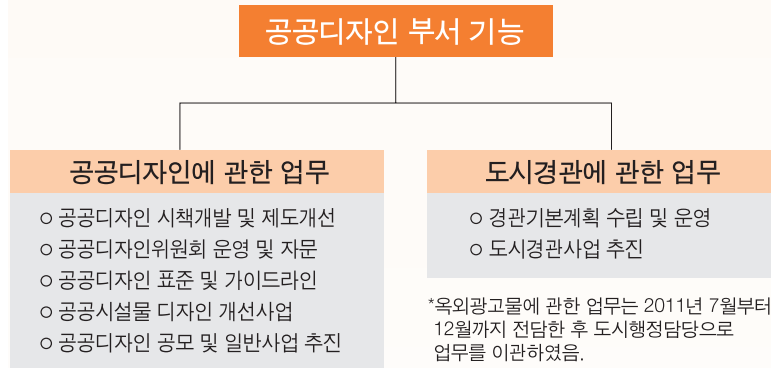 공공디자인 부서 기능
공공디자인에 관한 업무
○ 공공디자인 시책개발 및 제도개선
○ 공공디자인위원회 운영 및 자문
○ 공공디자인 표준 및 가이드라인
○ 공공시설물 디자인 개선사업
○ 공공디자인 공모 및 일반사업 추진
도시경관에 관한 업무
○ 경관기본계획 수립 및 운영
○ 도시경관사업 추진
*옥외광고물에 관한 업무는 2011년 7월부터
12월까지 전담한 후 도시행정담당으로
업무를 이관하였음.